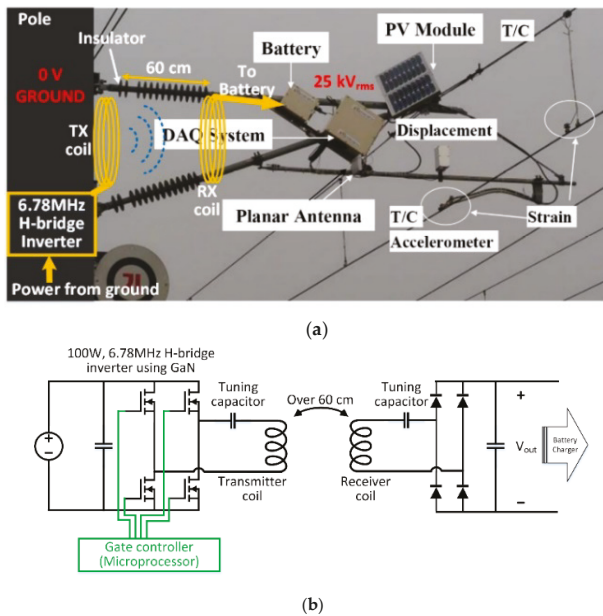 Pole
Insulator
60 cm
0 V
GROUND
TX
coil
6.78MHz
H-bridge
Inverter
Power from ground
To
Battery
Battery
25 kVrms
PV Module
T/C
DAQ System
Displacement
RX
coil
Planar Antenna
T/C
Accelerometer
Strain
71
(a)
100W, 6.78MHz H-bridge
inverter using GaN
Tuning
capacitor
Over 60 cm
Tuning
capacitor
Transmitter
coil
Receiver
coil
+
Vout
−
Battery
Charger
Gate controller
(Microprocessor)
(b)